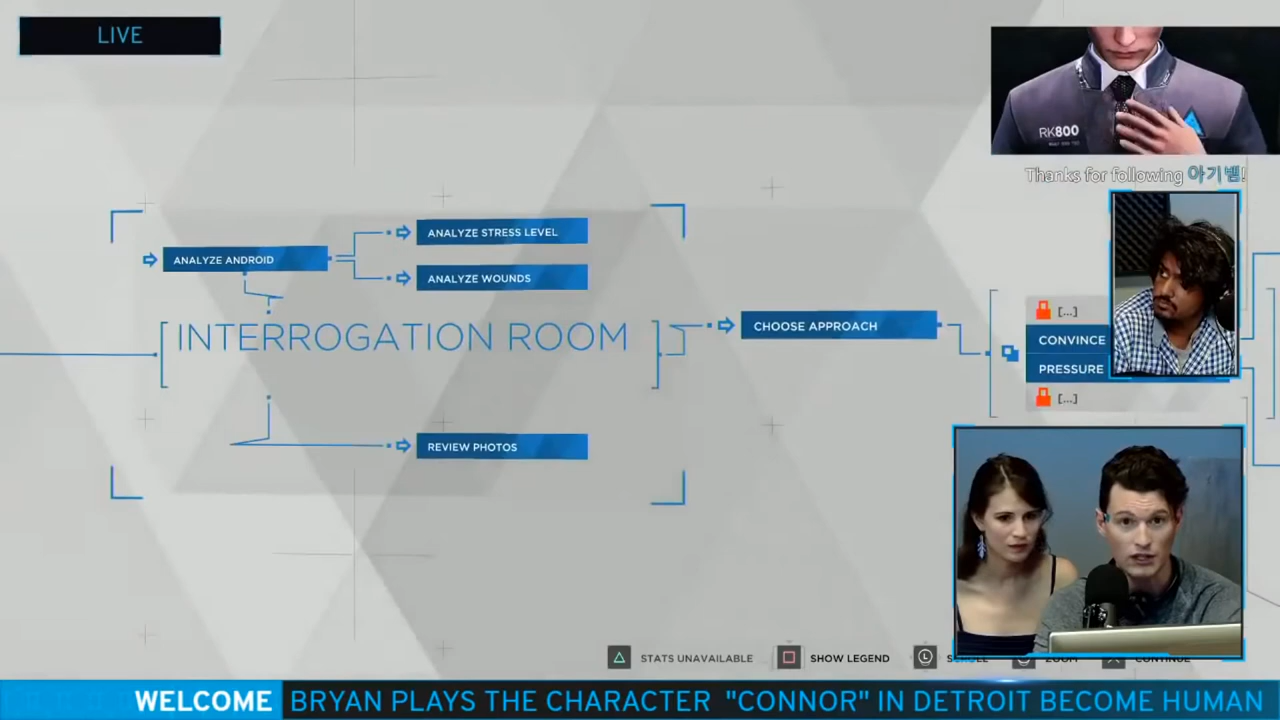 LIVE
RK800
Thanks for following 아기뱀!
ANALYZE STRESS LEVEL
ANALYZE ANDROID
ANALYZE WOUNDS
[...]
INTERROGATION ROOM
CHOOSE APPROACH
CONVINCE
PRESSURE
[...]
REVIEW PHOTOS
STATS UNAVAILABLE
SHOW LEGEND
WELCOME
BRYAN PLAYS THE CHARACTER "CONNOR" IN DETROIT BECOME HUMAN